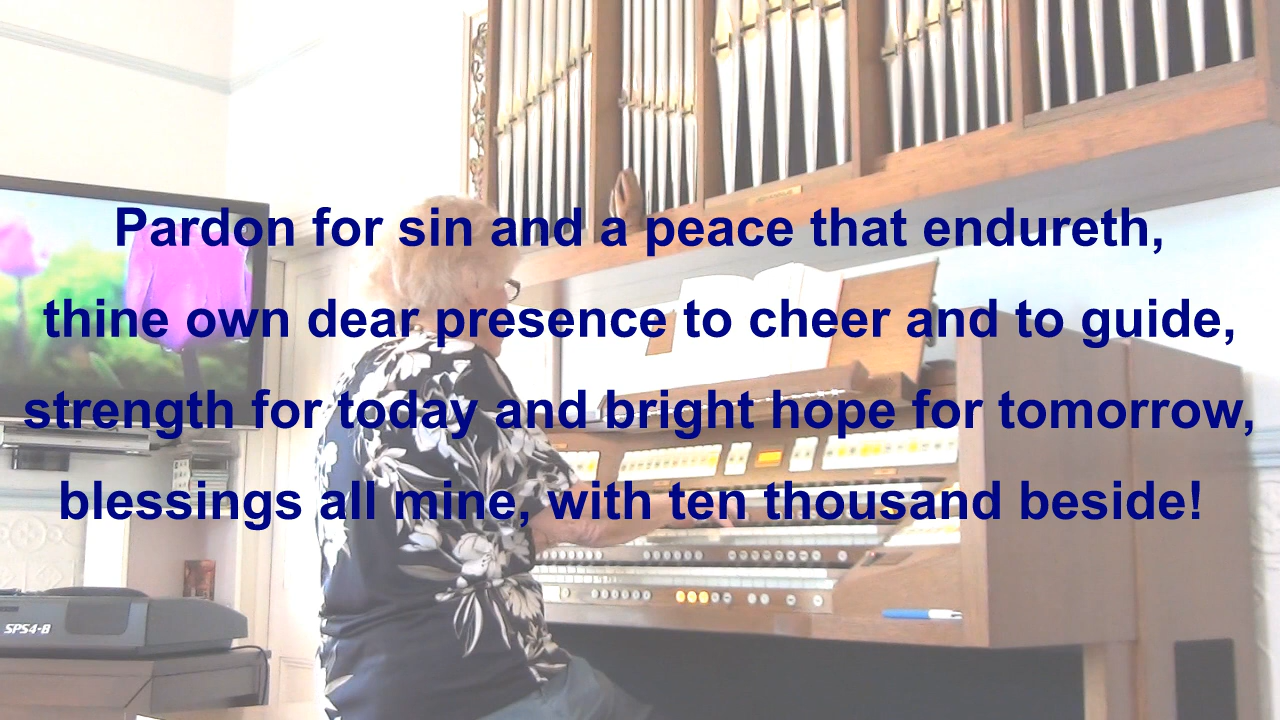 Pardon for sin and a peace that endureth,
thine own dear presence to cheer and to guide,
strength for today and bright hope for tomorrow,
blessings all mine, with ten thousand beside!
SPS4-8